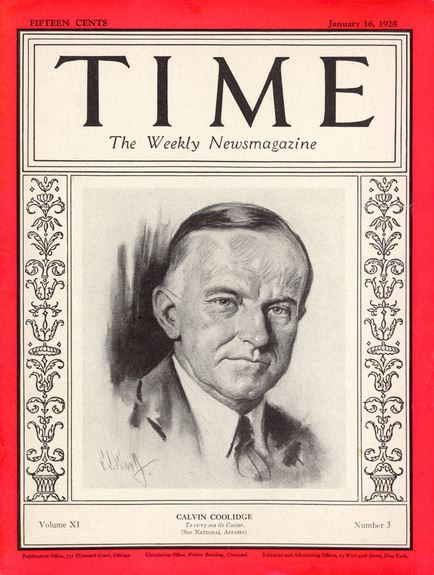 FIFTEEN CENTS January 16, 1928
TIME
The Weekly Newsmagazine
CALVIN COOLIDGE
Volume XI To every sea its Caesar. Number 3
(See NATIONAL AFFAIRS)
Publication Office, 731 Plymouth Court, Chicago. Circulation Office, Penton Building, Cleveland. Editorial and Advertising Offices, 25 West 45th Street, New York.